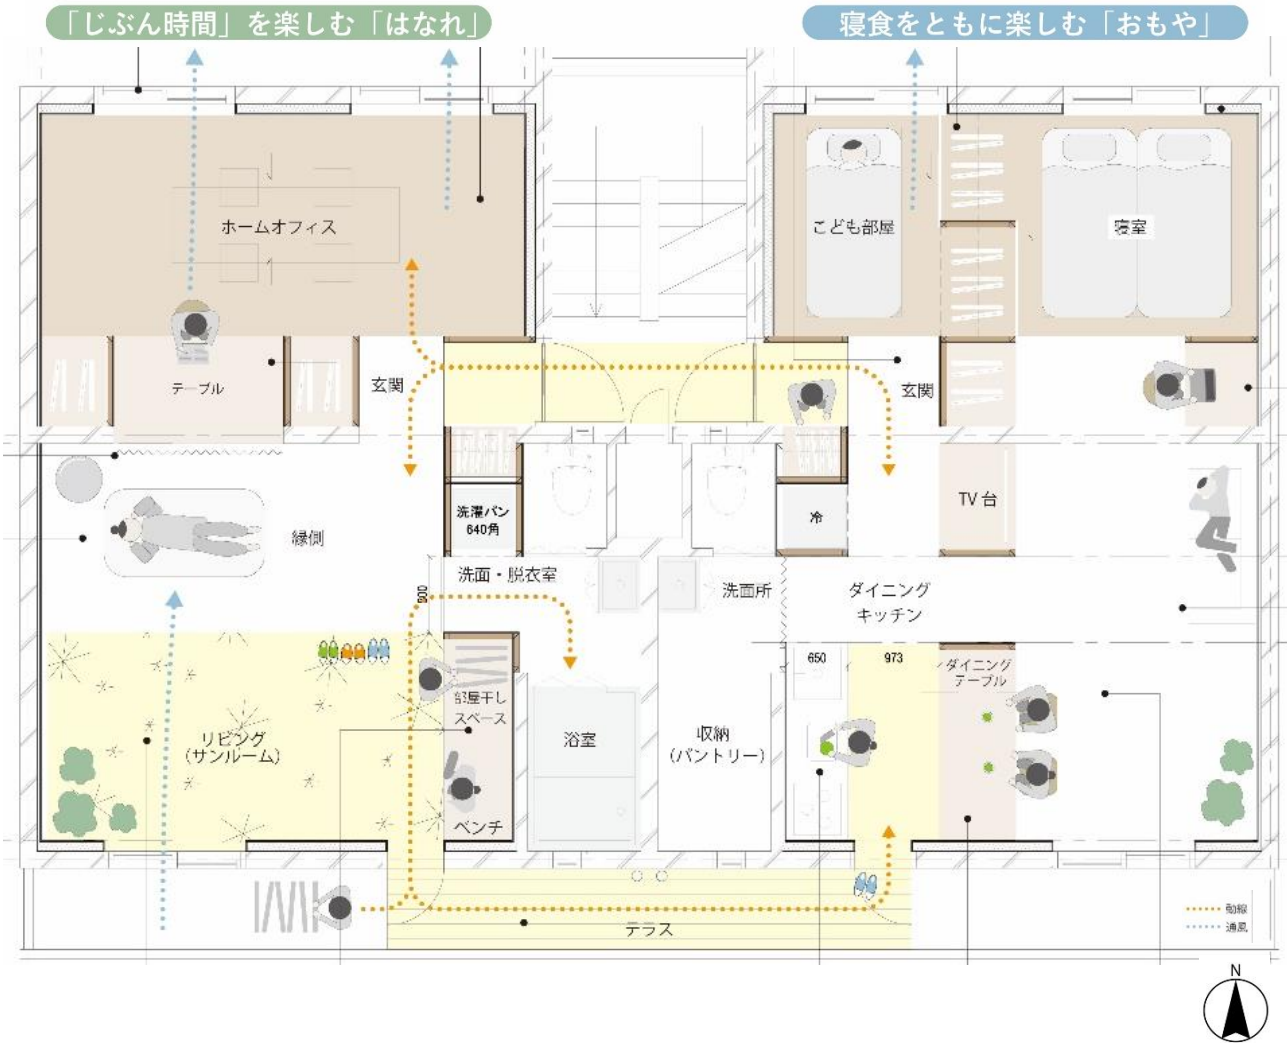 「じぶん時間」を楽しむ「はなれ」
寝食をともに楽しむ「おもや」
ホームオフィス
こども部屋
寝室
テーブル
玄関
玄関
洗濯パン
640角
冷
TV台
縁側
洗面・脱衣室
900
洗面所
ダイニング
キッチン
650
973
ダイニング
テーブル
部屋干し
スペース
リビング
(サンルーム)
浴室
収納
(パントリー)
ベンチ
テラス
動線
通風
N